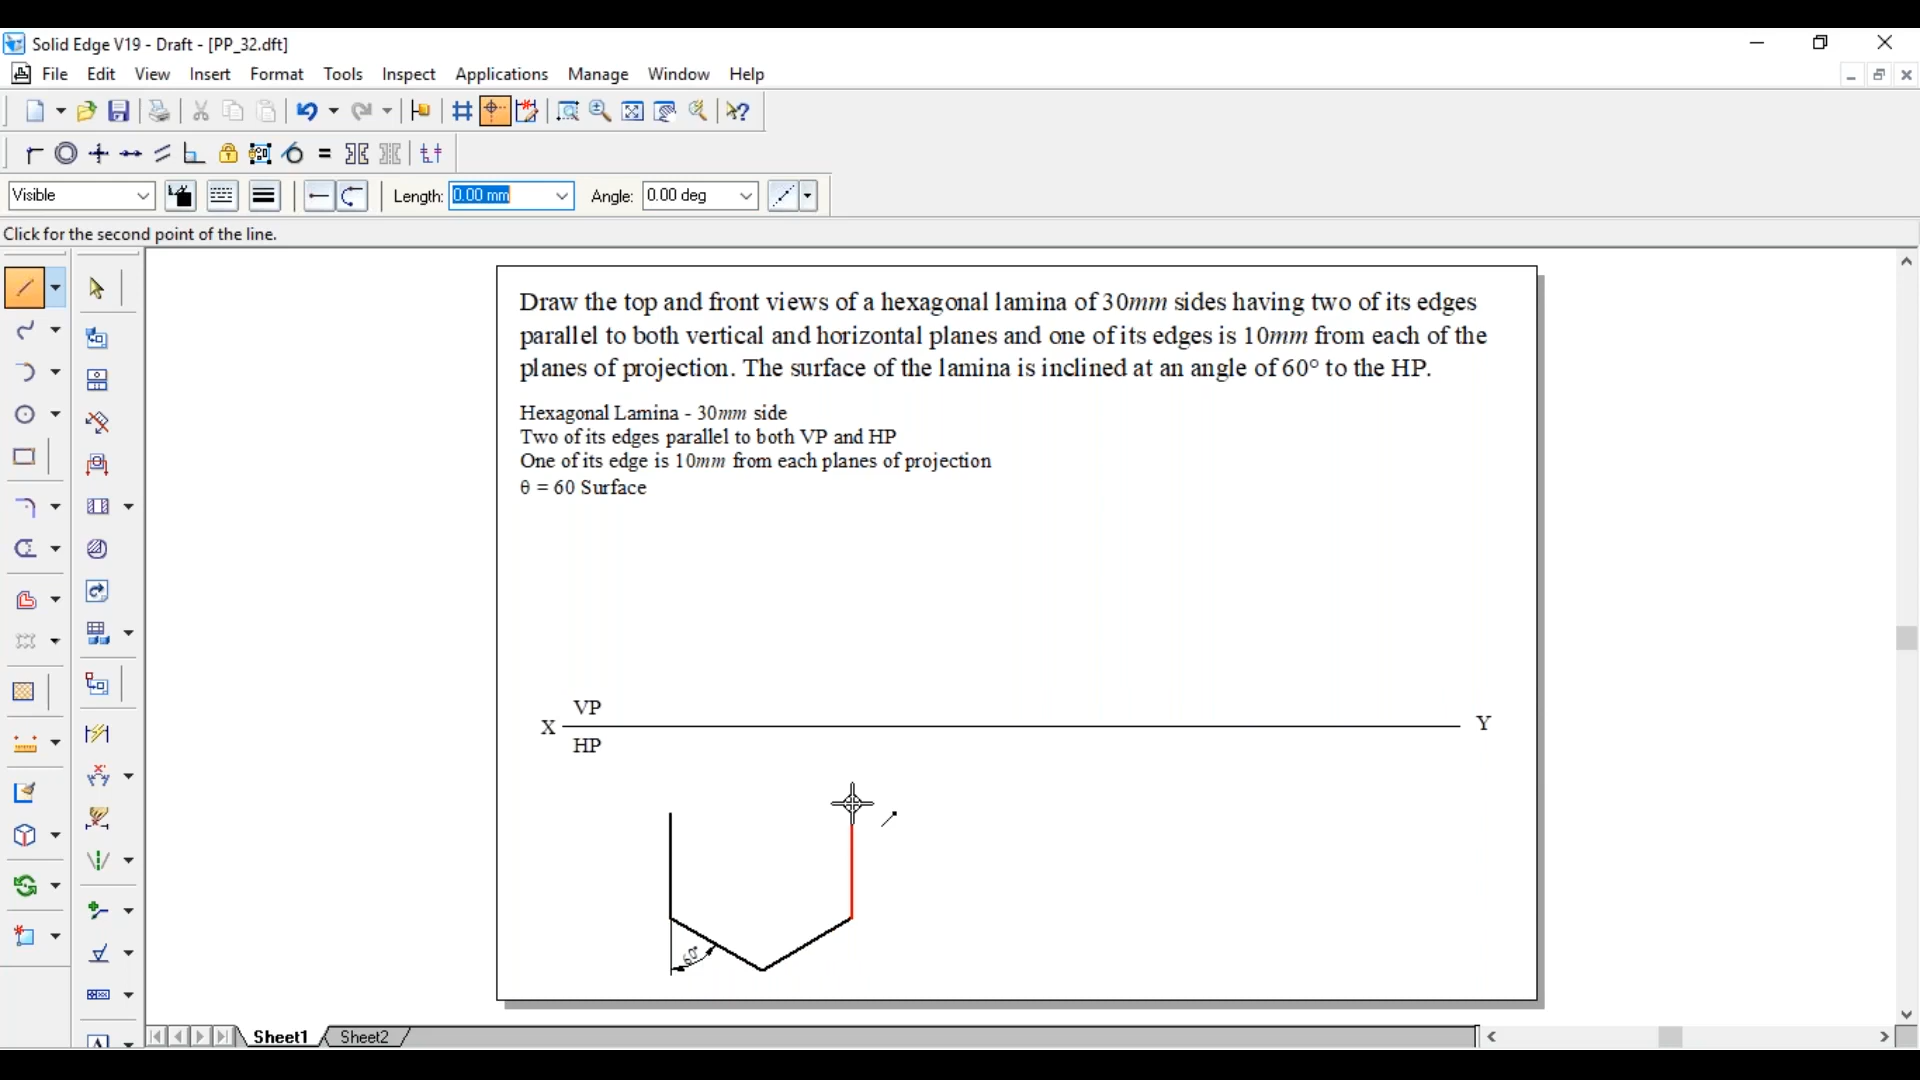 Solid Edge V19 - Draft - [PP_32.dft]
File Edit View Insert Format Tools Inspect Applications Manage Window Help
Visible Length: 0.00 mm Angle: 0.00 deg
Click for the second point of the line.
Draw the top and front views of a hexagonal lamina of 30mm sides having two of its edges
parallel to both vertical and horizontal planes and one of its edges is 10mm from each of the
planes of projection. The surface of the lamina is inclined at an angle of 60° to the HP.
Hexagonal Lamina - 30mm side
Two of its edges parallel to both VP and HP
One of its edge is 10mm from each planes of projection
θ = 60 Surface
VP
X Y
HP
60°
Sheet1 Sheet2